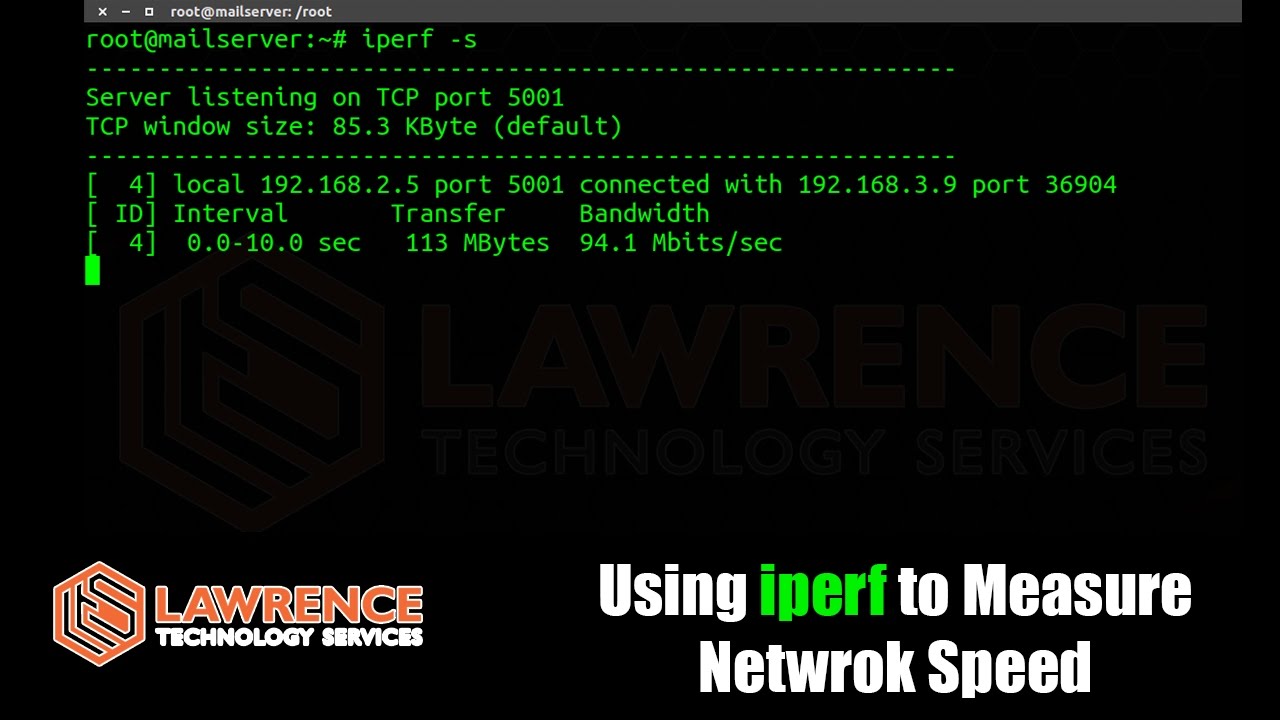 root@mailserver: /root
root@mailserver:~# iperf -s
------------------------------------------------------------
Server listening on TCP port 5001
TCP window size: 85.3 KByte (default)
------------------------------------------------------------
[  4] local 192.168.2.5 port 5001 connected with 192.168.3.9 port 36904
[ ID] Interval       Transfer     Bandwidth
[  4]  0.0-10.0 sec   113 MBytes  94.1 Mbits/sec
LAWRENCE
TECHNOLOGY SERVICES
LAWRENCE
TECHNOLOGY SERVICES
Using iperf to Measure
Netwrok Speed